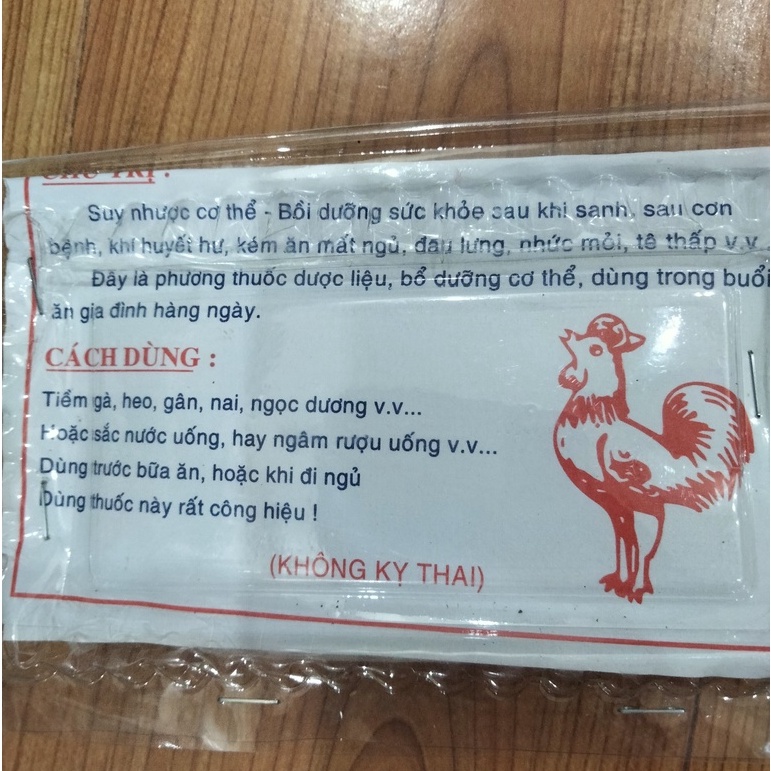 CHỦ TRỊ :
Suy nhược cơ thể - Bồi dưỡng sức khỏe sau khi sanh, sau cơn
bệnh, khí huyết hư, kém ăn mất ngủ, đau lưng, nhức mỏi, tê thấp v.v...
Đây là phương thuốc dược liệu, bổ dưỡng cơ thể, dùng trong buổi
ăn gia đình hàng ngày.
CÁCH DÙNG :
Tiềm gà, heo, gân, nai, ngọc dương v.v...
Hoặc sắc nước uống, hay ngâm rượu uống v.v...
Dùng trước bữa ăn, hoặc khi đi ngủ
Dùng thuốc này rất công hiệu !
(KHÔNG KỴ THAI)